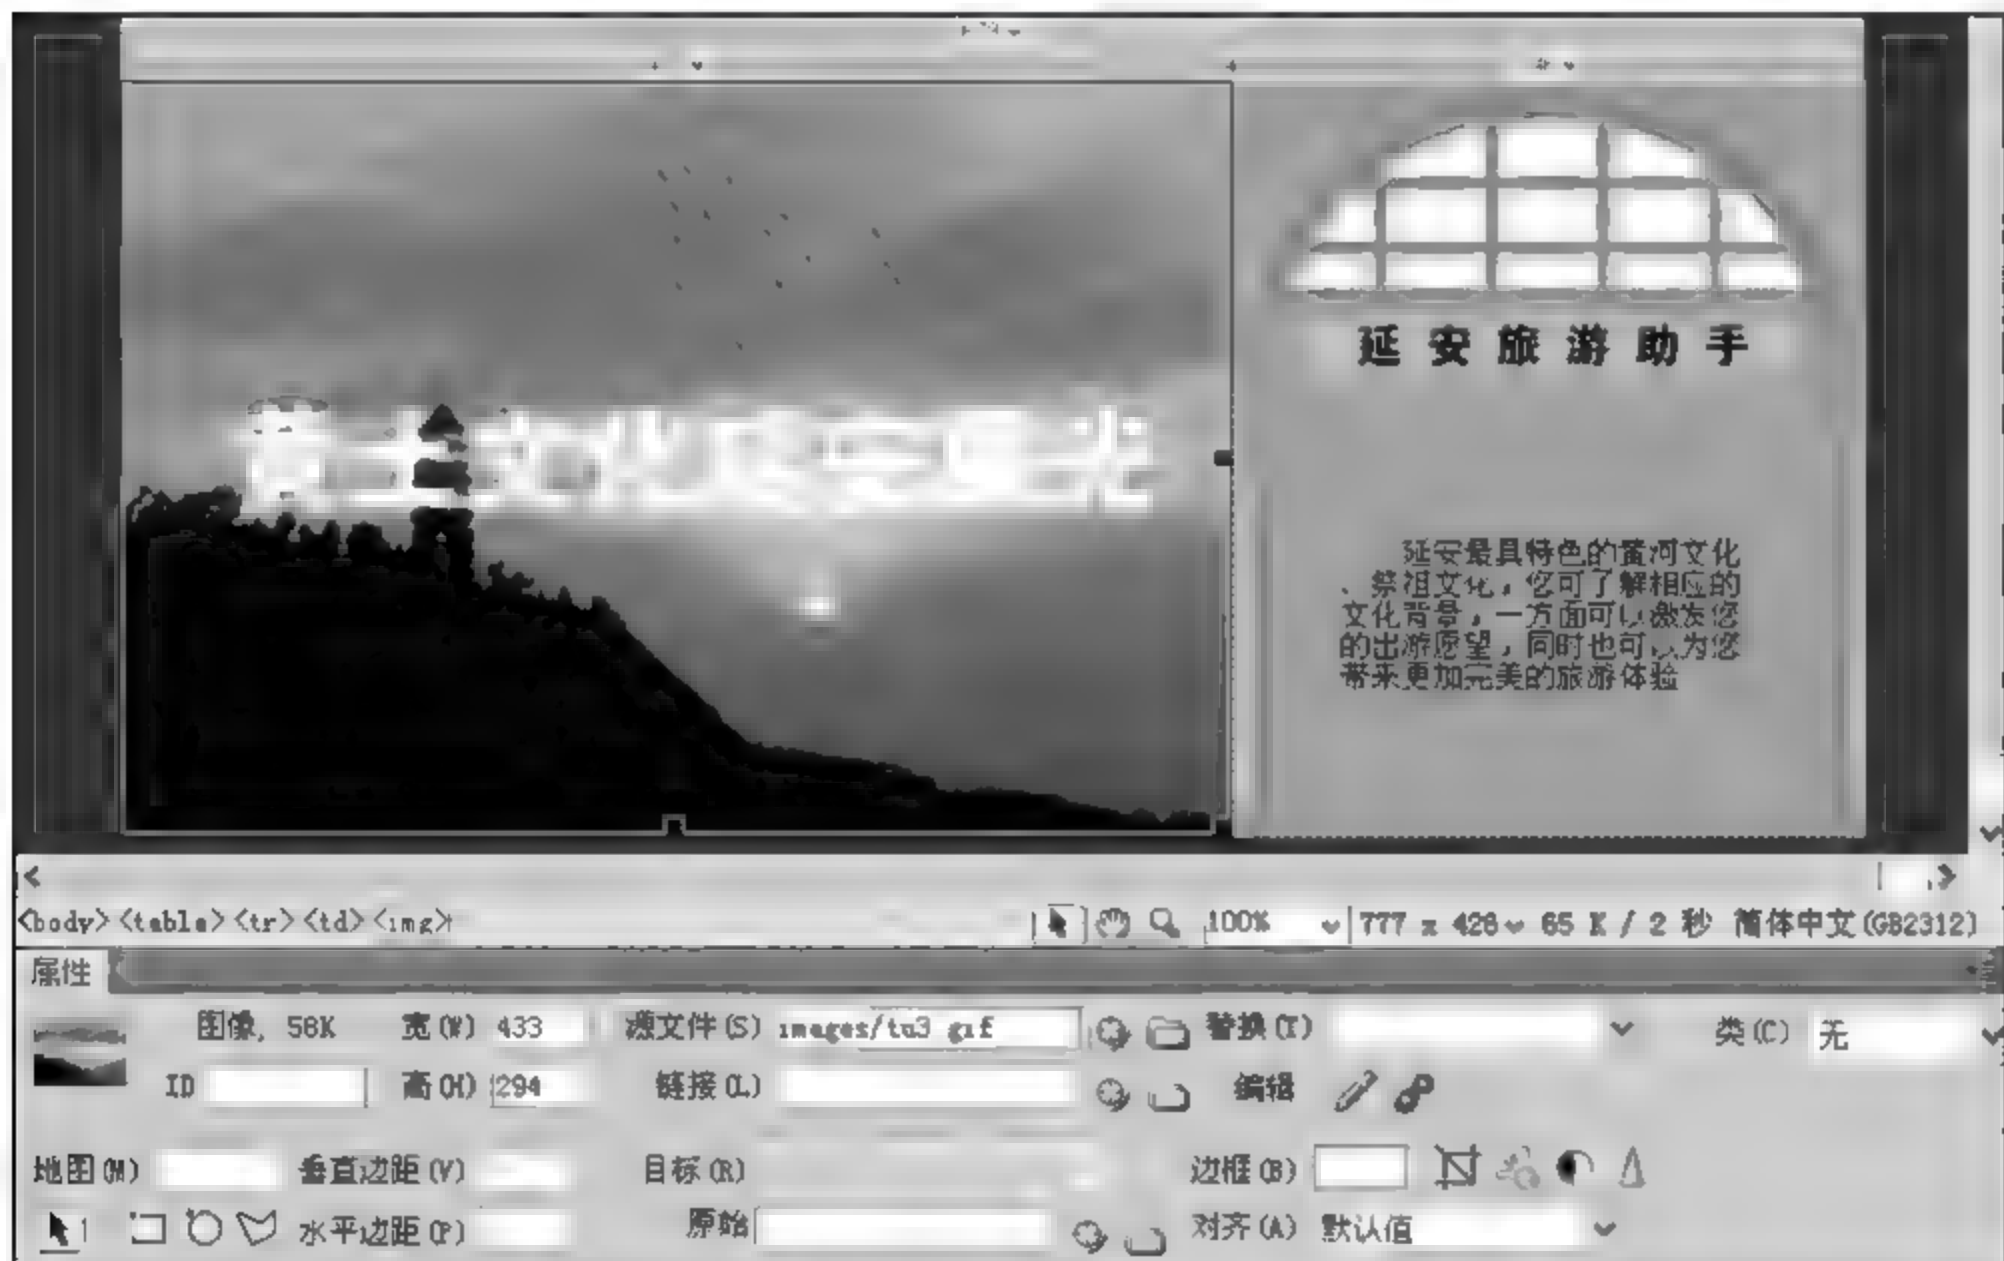 延安旅游助手
延安最具特色的黄河文化
、祭祖文化，您可了解相应的
文化背景，一方面可以激发您
的出游愿望，同时也可以为您
带来更加完美的旅游体验
<body><table><tr><td><img> 100% 777 x 428 65 K / 2 秒 简体中文(GB2312)
属性
图像, 58K 宽(W) 433 源文件(S) images/tu3.gif 替换(T) 类(C) 无
ID 高(H) 294 链接(L) 编辑
地图(M) 垂直边距(V) 目标(R) 边框(B)
水平边距(P) 原始 对齐(A) 默认值